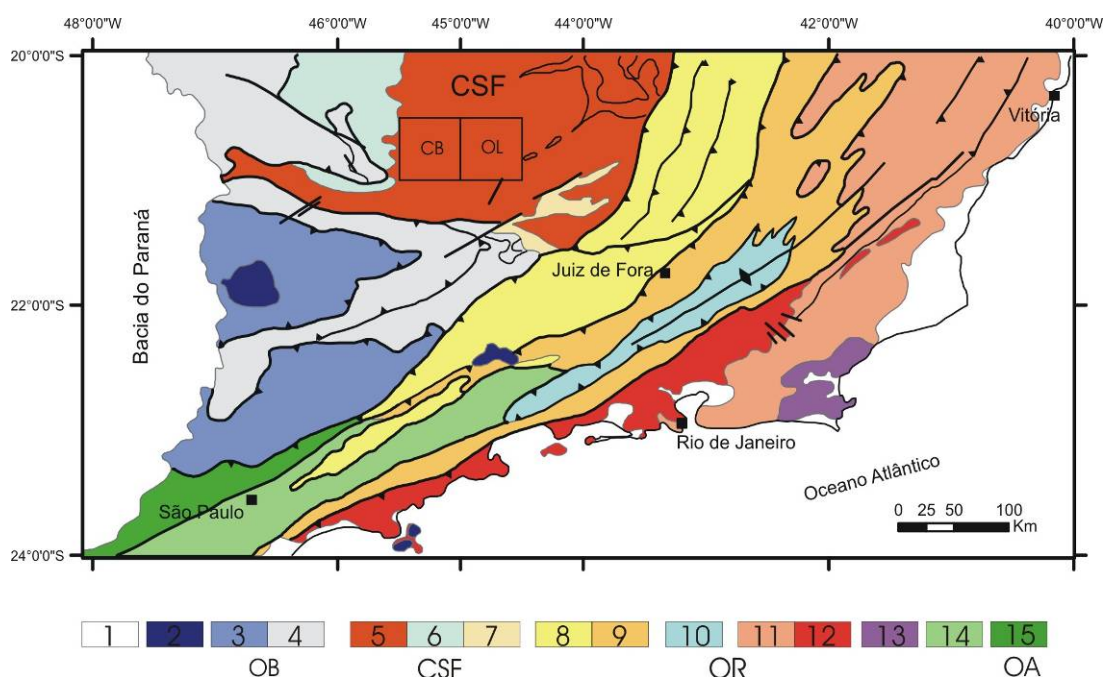 48°0'0"W 46°0'0"W 45°0'0"W 44°0'0"W 42°0'0"W 40°0'0"W
20°0'0"S
CSF
Vitória
CB OL
Bacia do Paraná
Juiz de Fora
22°0'0"S
Rio de Janeiro
Oceano Atlântico
São Paulo
0 25 50 100
Km
24°0'0"S
1 2 3 4 5 6 7 8 9 10 11 12 13 14 15
OB CSF OR OA